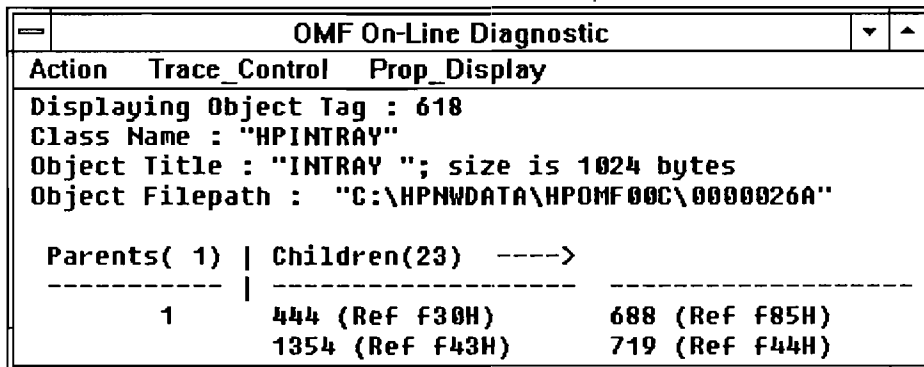 OMF On-Line Diagnostic
Action Trace_Control Prop_Display
Displaying Object Tag : 618
Class Name : "HPINTRAY"
Object Title : "INTRAY "; size is 1024 bytes
Object Filepath : "C:\HPNWDATA\HPOMF00C\0000026A"
Parents( 1) | Children(23) ---->
----------- | ------------------- -------------------
1 444 (Ref f30H) 688 (Ref f85H)
1354 (Ref f43H) 719 (Ref f44H)